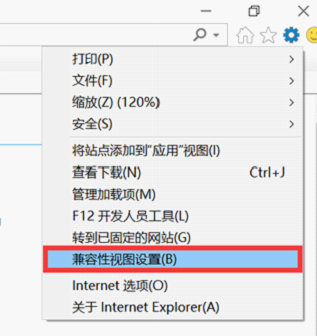 打印(P)
文件(F)
缩放(Z) (120%)
安全(S)
将站点添加到“应用”视图(I)
查看下载(N) Ctrl+J
管理加载项(M)
F12 开发人员工具(L)
转到已固定的网站(G)
兼容性视图设置(B)
Internet 选项(O)
关于 Internet Explorer(A)